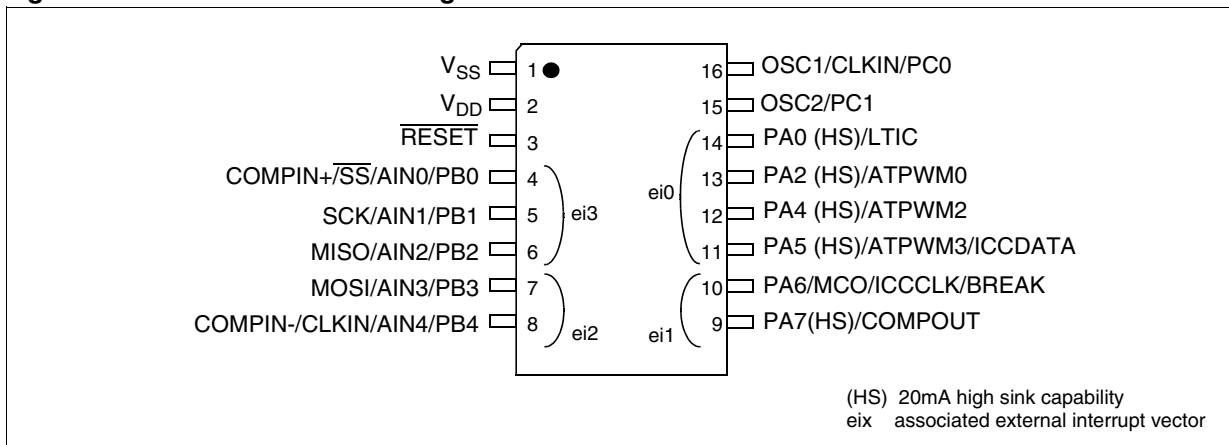 V_SS 1 16 OSC1/CLKIN/PC0
V_DD 2 15 OSC2/PC1
RESET 3 14 PA0 (HS)/LTIC
COMPIN+/SS/AIN0/PB0 4 13 PA2 (HS)/ATPWM0
ei3 ei0
SCK/AIN1/PB1 5 12 PA4 (HS)/ATPWM2
MISO/AIN2/PB2 6 11 PA5 (HS)/ATPWM3/ICCDATA
MOSI/AIN3/PB3 7 10 PA6/MCO/ICCCLK/BREAK
COMPIN-/CLKIN/AIN4/PB4 8 9 PA7(HS)/COMPOUT
ei2 ei1
(HS) 20mA high sink capability
eix associated external interrupt vector